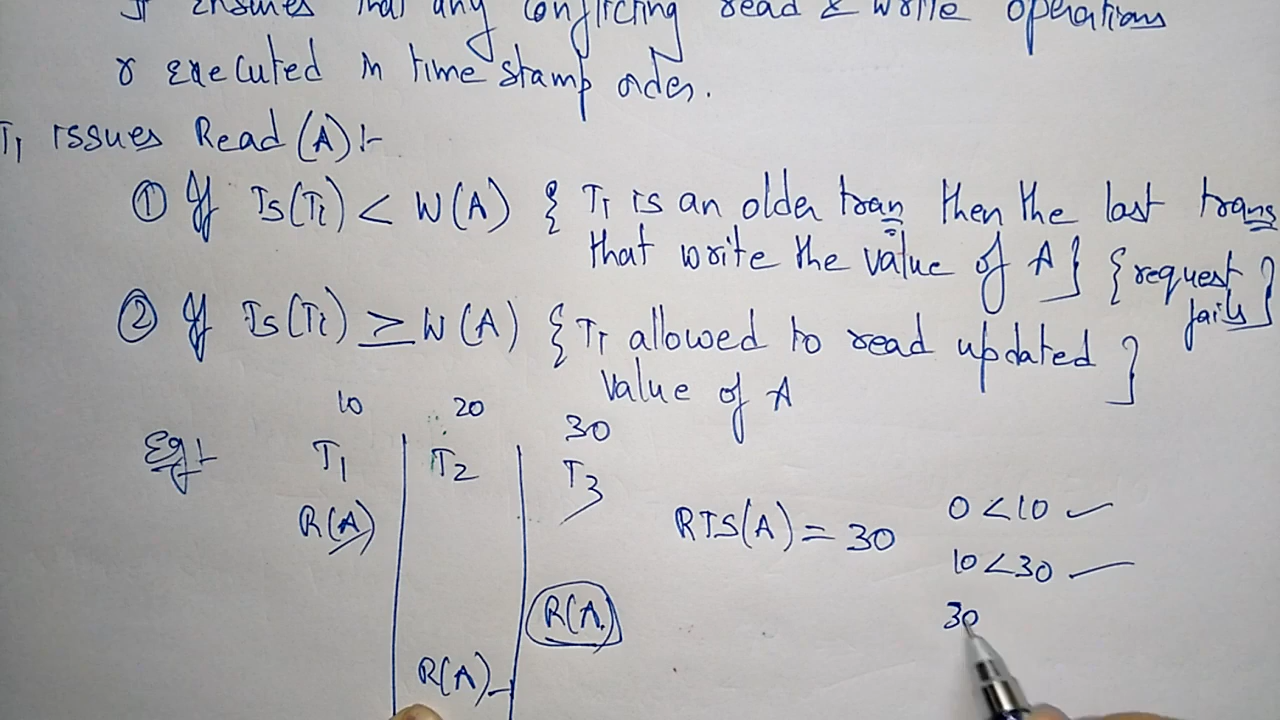 It ensures that any conflicting read & write operations
r executed in time stamp order.
T1 issues Read (A):-
① If Ts(Ti) < W(A) { Ti is an older tran then the last trans
that write the value of A} {request fails}
② If Ts(Ti) ≥ W(A) { Ti allowed to read updated }
value of A
10 20 30
Eg:- T1 T2 T3
R(A) RTS(A) = 30 0<10 ✓
10<30 ✓
R(A) 30
R(A)